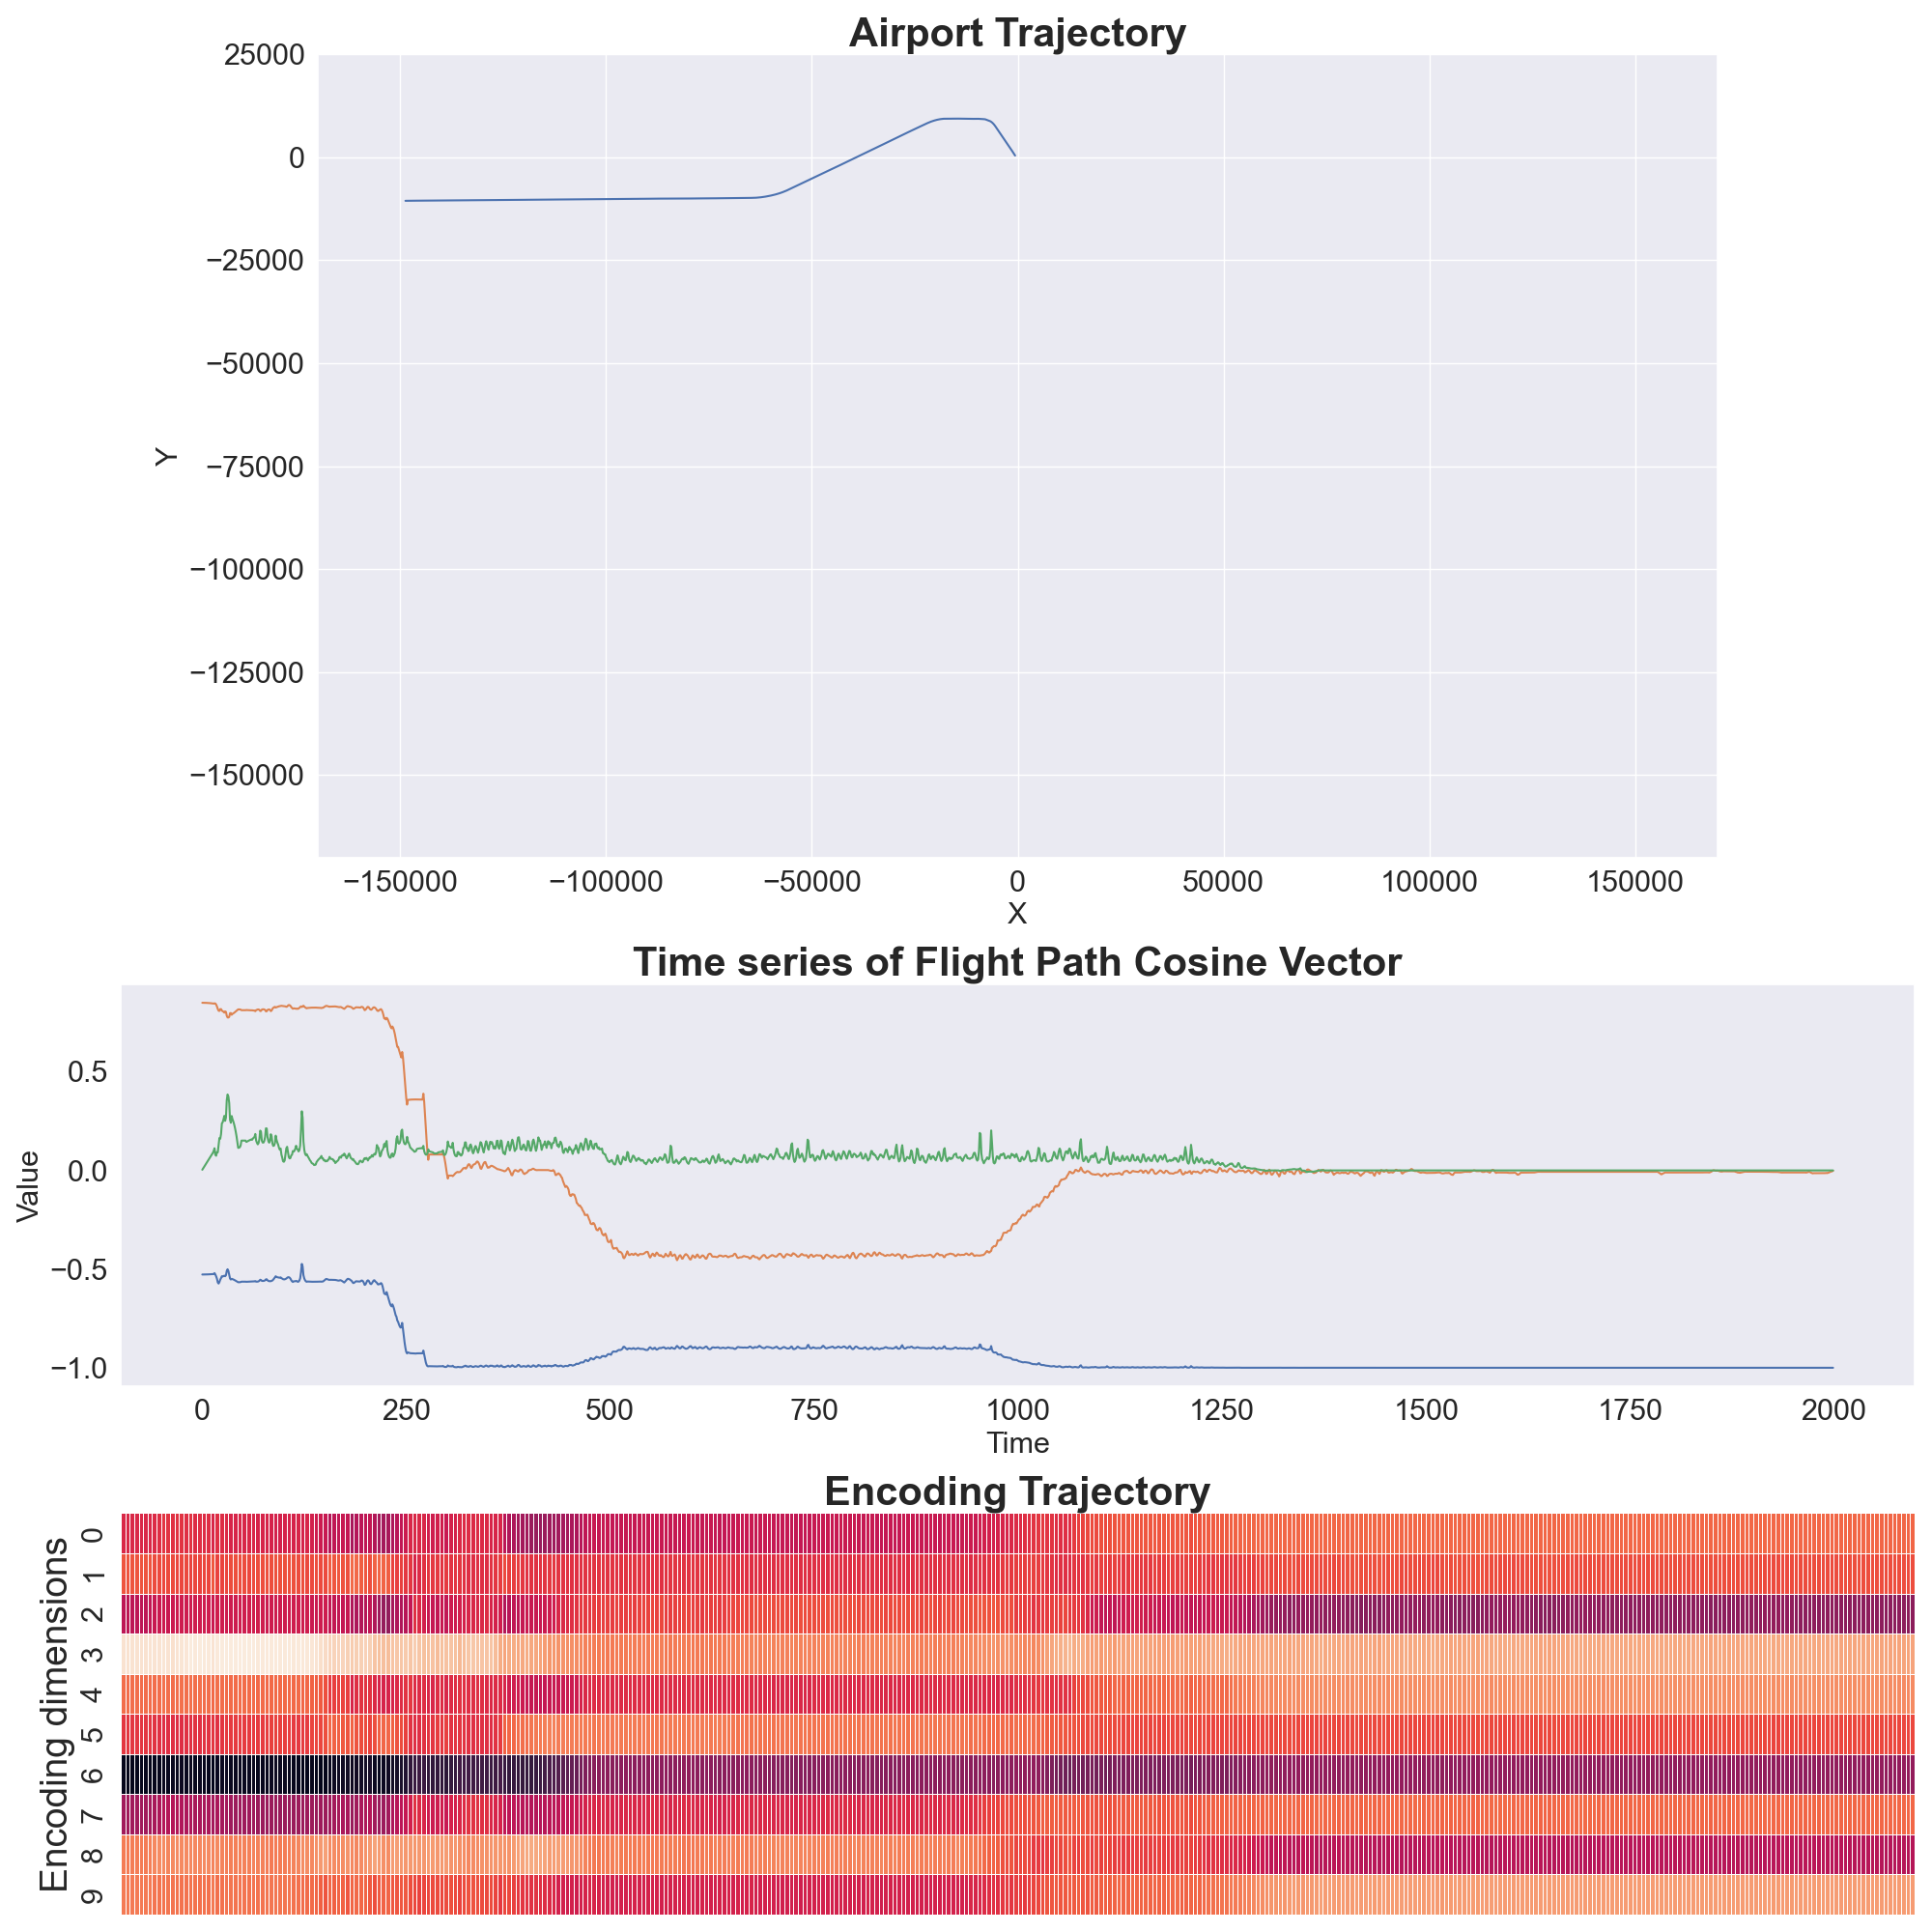 Airport Trajectory
25000
0
−25000
−50000
−75000
−100000
−125000
−150000
Y
−150000 −100000 −50000 0 50000 100000 150000
X
Time series of Flight Path Cosine Vector
0.5
0.0
−0.5
−1.0
Value
0 250 500 750 1000 1250 1500 1750 2000
Time
Encoding Trajectory
Encoding dimensions
0
1
2
3
4
5
6
7
8
9